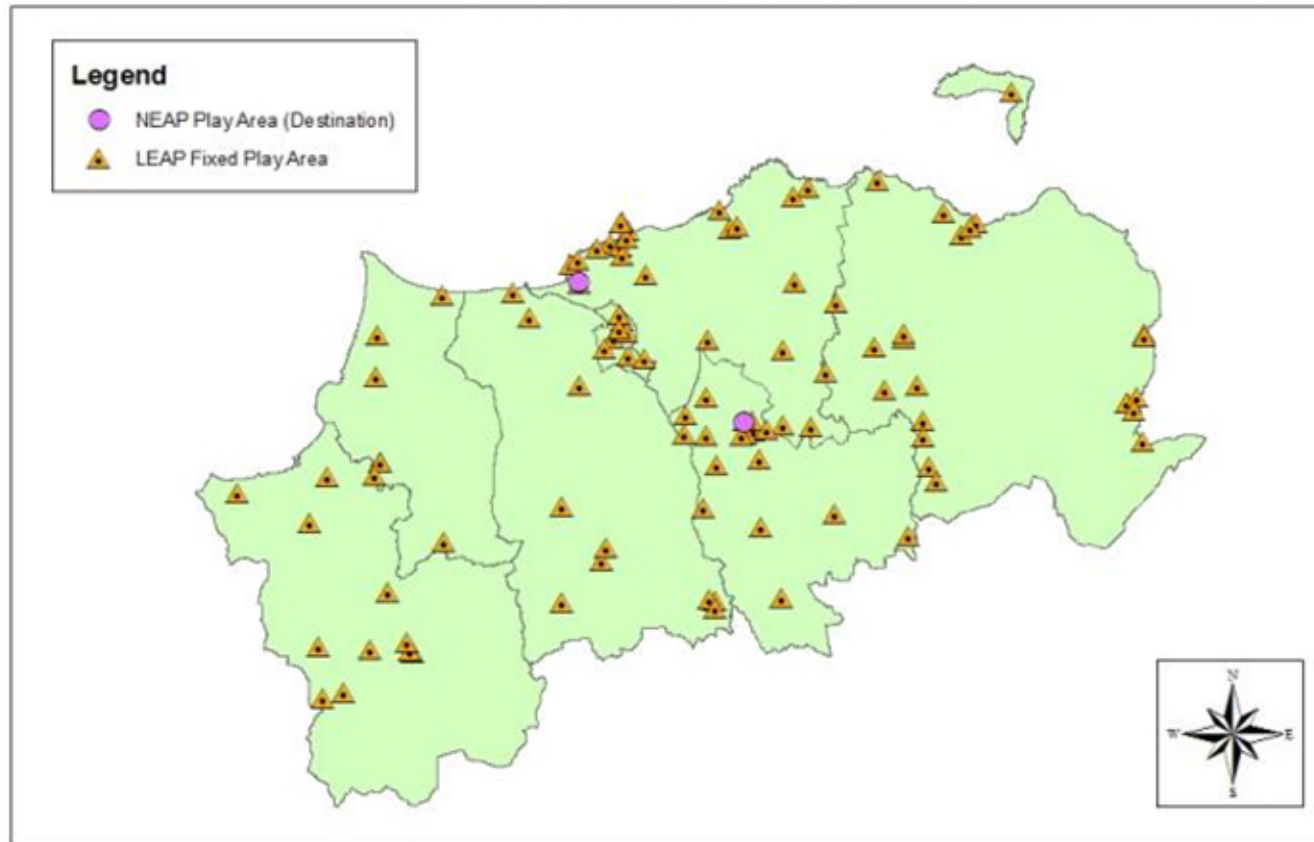 Legend
NEAP Play Area (Destination)
LEAP Fixed Play Area
N
W E
S